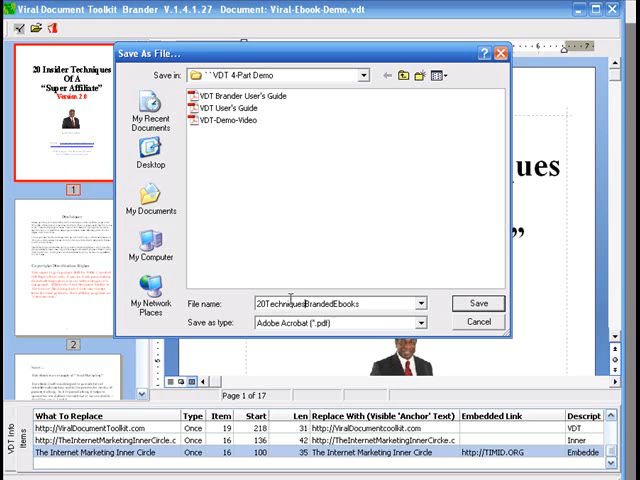 Viral Document Toolkit Brander V.1.4.1.27 Document: Viral-Ebook-Demo.vdt
20 Insider Techniques
Of A
“Super Affiliate”
Version 2.0
1
2
Save As File...
Save in: ``VDT 4-Part Demo
My Recent
Documents
Desktop
My Documents
My Computer
My Network
Places
VDT Brander User's Guide
VDT User's Guide
VDT-Demo-Video
File name: 20TechniquesBrandedEbooks
Save
Save as type: Adobe Acrobat (*.pdf)
Cancel
7
ques
”
5
Page 1 of 17
VDT Info
Items
What To Replace Type Item Start Len Replace With (Visible 'Anchor' Text) Embedded Link Descript
http://ViralDocumentToolkit.com Once 19 218 31 http://ViralDocumentcoolkit.com VDT
http://TheInternetMarketingInnerCircle.c Once 16 136 42 http://TheInternetMarketingInnerCircke.c Inner
The Internet Marketing Inner Circle Once 16 100 35 The Internet Marketing Inner Circle http://TIMID.ORG Embedde